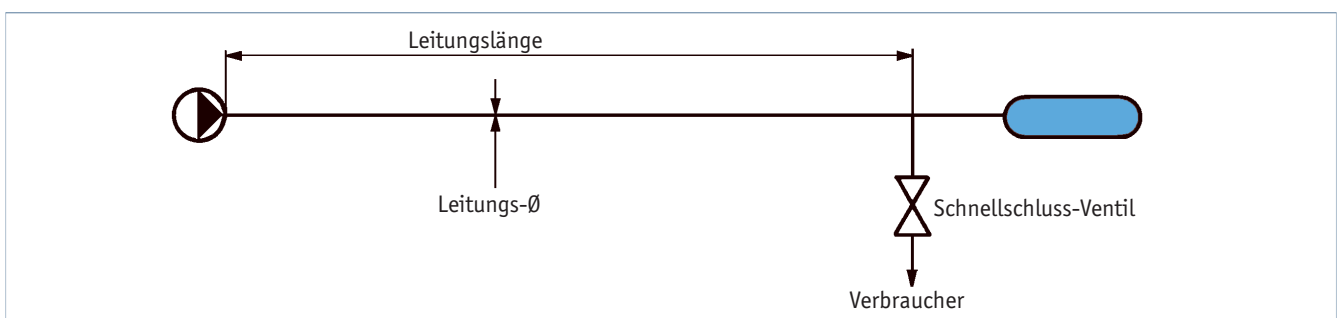 Leitungslänge
Leitungs-Ø
Schnellschluss-Ventil
Verbraucher